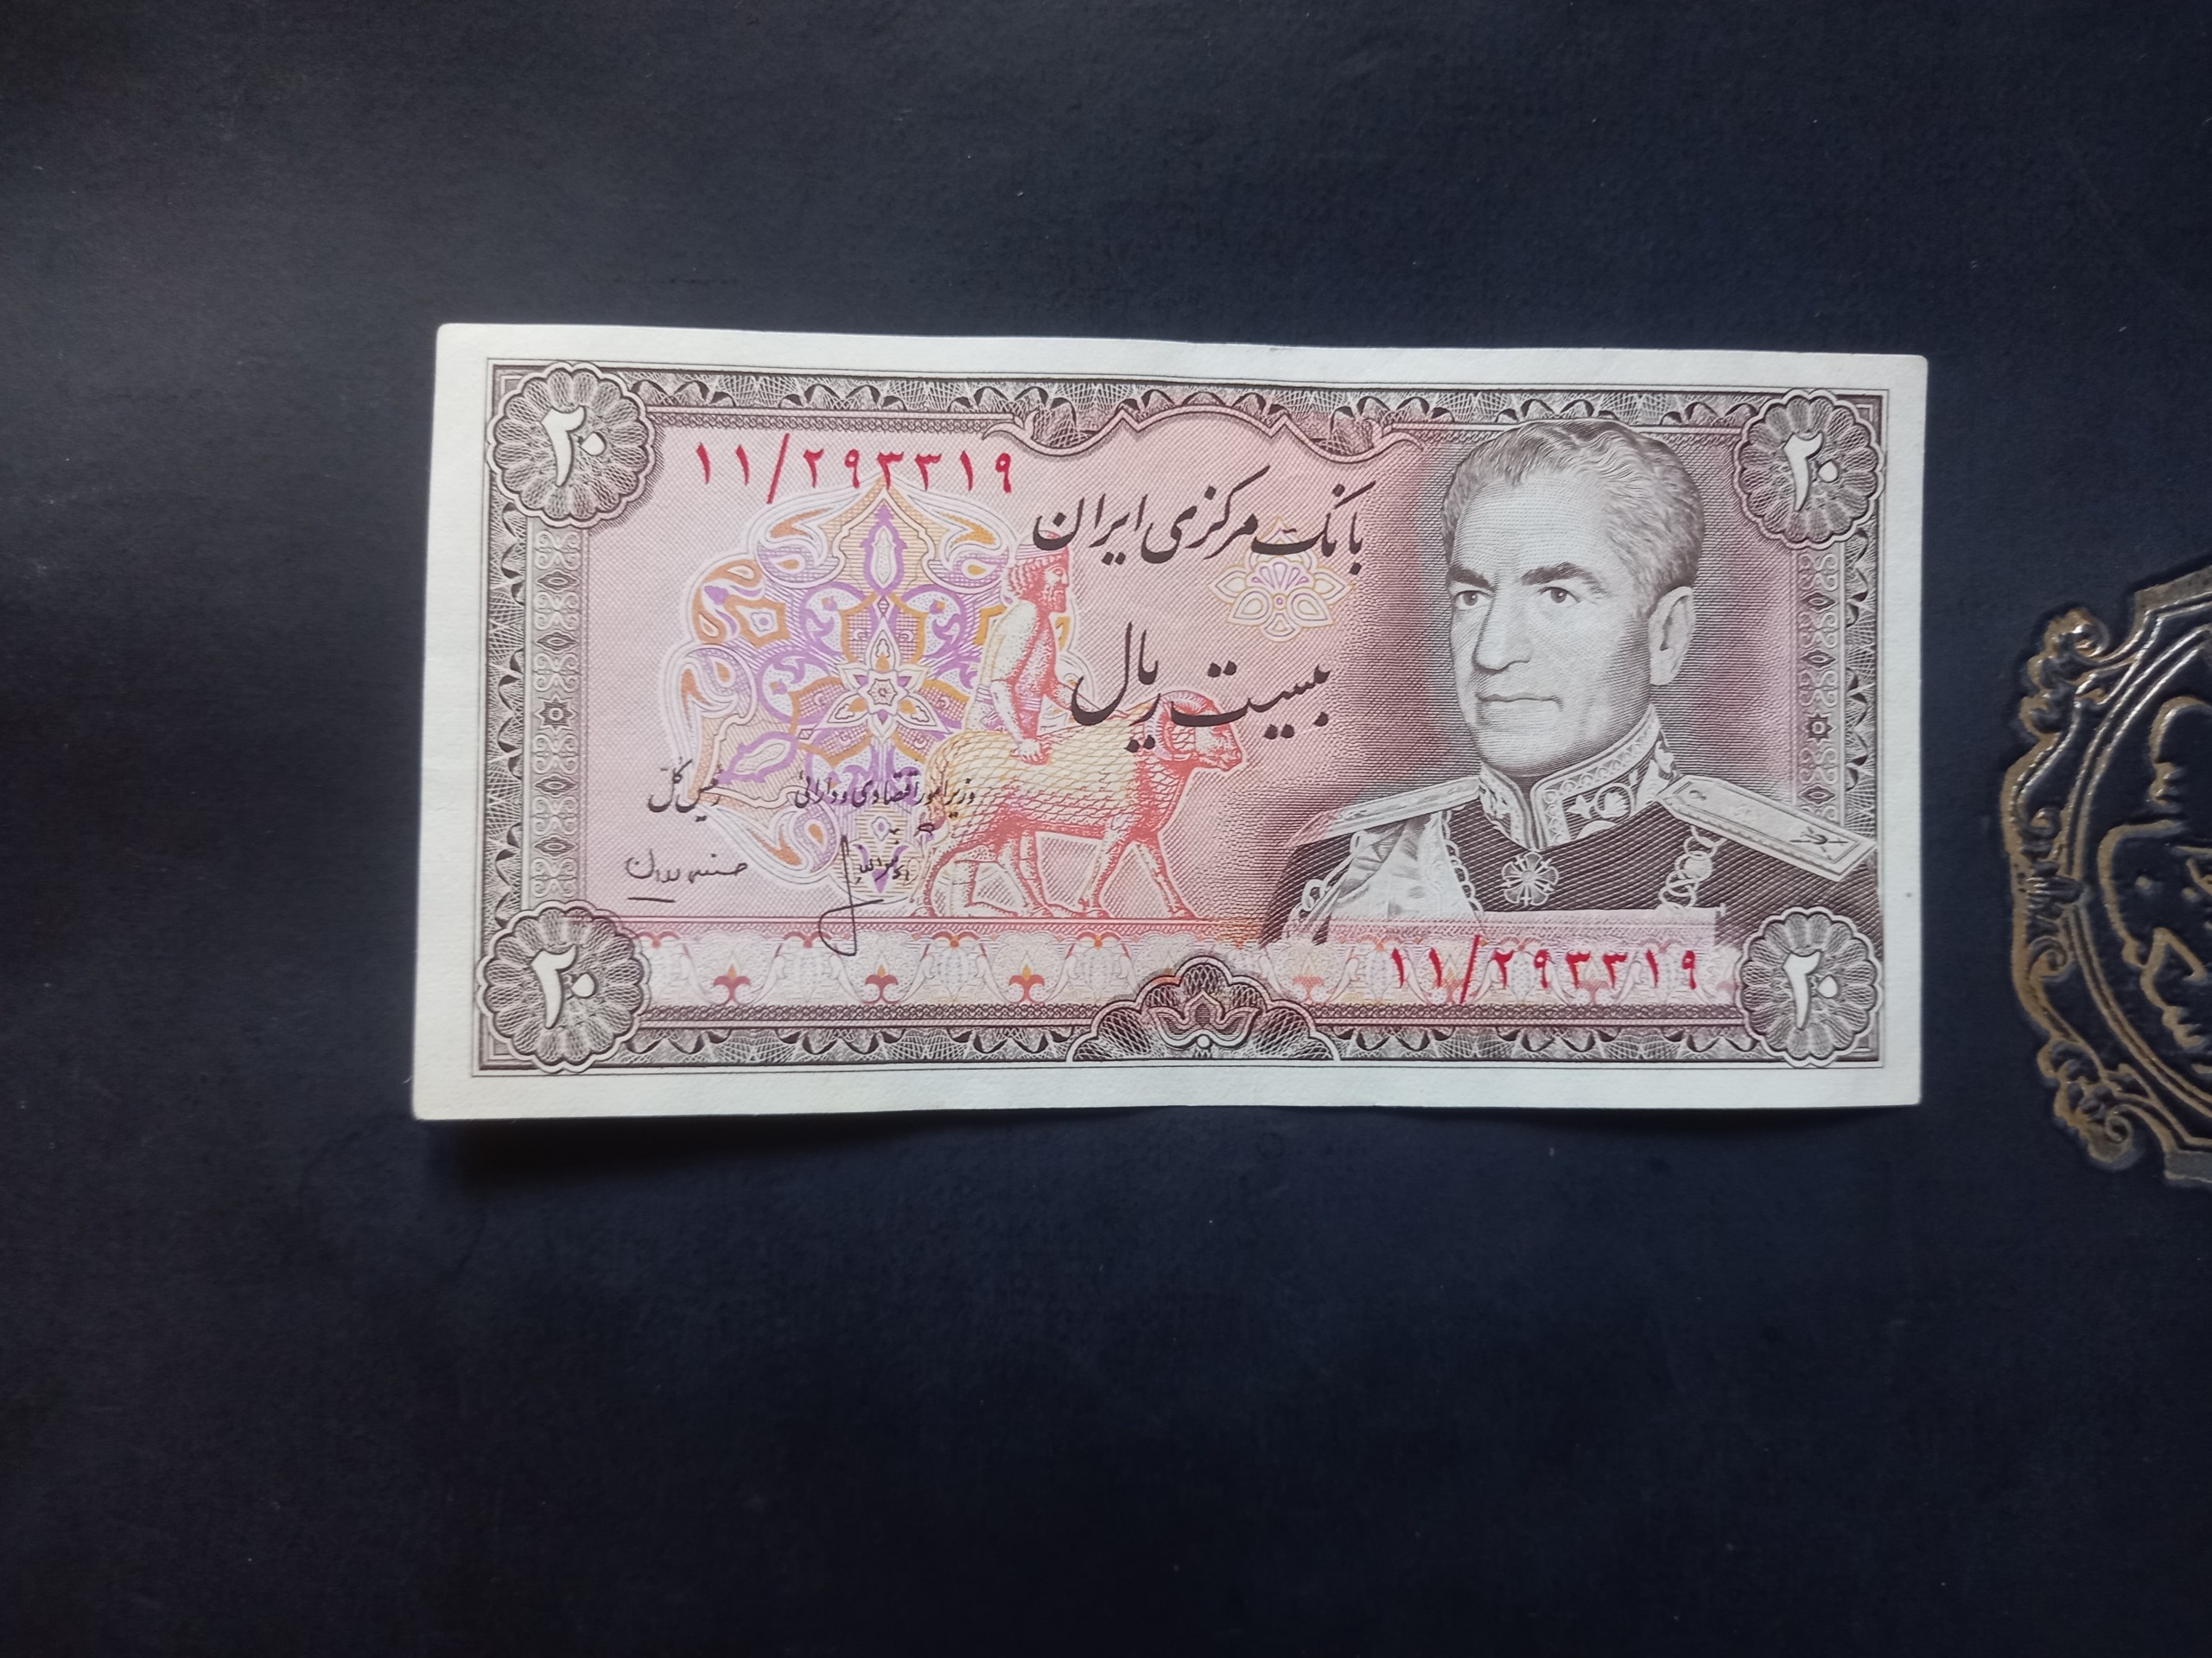 ۲۰
۲۰
۱۱/۲۹۳۳۱۹
بانک مرکزی ایران
بیست ریال
وزیر امور اقتصادی و دارائی
رئیس کل
۱۱/۲۹۳۳۱۹
۲۰
۲۰